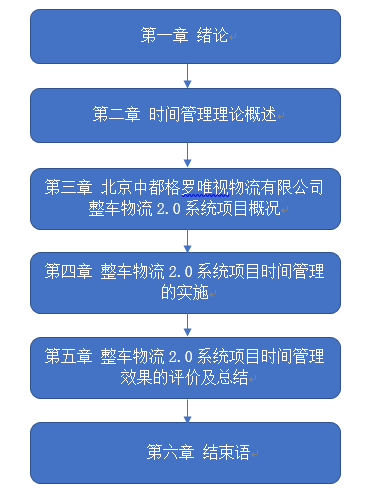 第一章 绪论
第二章 时间管理理论概述
第三章 北京中都格罗唯视物流有限公司
整车物流2.0系统项目概况
第四章 整车物流2.0系统项目时间管理
的实施
第五章 整车物流2.0系统项目时间管理
效果的评价及总结
第六章 结束语